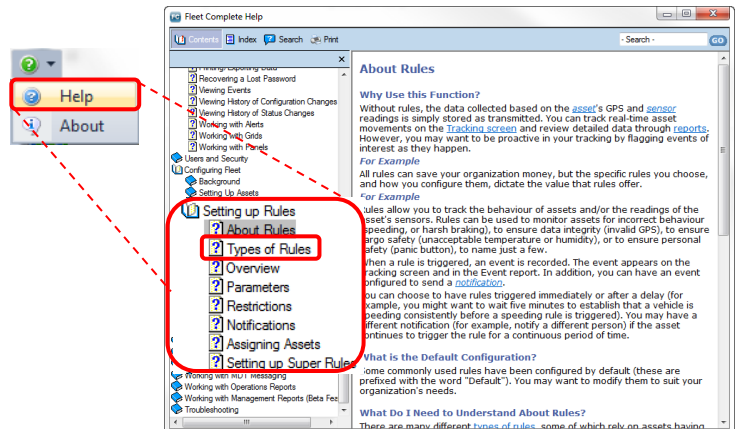 Fleet Complete Help
Contents Index Search Print
- Search - GO
Help
About
Printing/Exporting Data
Recovering a Lost Password
Viewing Events
Viewing History of Configuration Changes
Viewing History of Status Changes
Working with Alerts
Working with Grids
Working with Panels
Users and Security
Configuring Fleet
Background
Setting Up Assets
Setting up Rules
About Rules
Types of Rules
Overview
Parameters
Restrictions
Notifications
Assigning Assets
Setting up Super Rules
Working with MDT Messaging
Working with Operations Reports
Working with Management Reports (Beta Fea
Troubleshooting
About Rules
Why Use this Function?
Without rules, the data collected based on the asset's GPS and sensor
readings is simply stored as transmitted. You can track real-time asset
movements on the Tracking screen and review detailed data through reports.
However, you may want to be proactive in your tracking by flagging events of
interest as they happen.
For Example
All rules can save your organization money, but the specific rules you choose,
and how you configure them, dictate the value that rules offer.
For Example
Rules allow you to track the behaviour of assets and/or the readings of the
asset's sensors. Rules can be used to monitor assets for incorrect behaviour
(speeding, or harsh braking), to ensure data integrity (invalid GPS), to ensure
cargo safety (unacceptable temperature or humidity), or to ensure personal
safety (panic button), to name just a few.
When a rule is triggered, an event is recorded. The event appears on the
tracking screen and in the Event report. In addition, you can have an event
configured to send a notification.
You can choose to have rules triggered immediately or after a delay (for
example, you might want to wait five minutes to establish that a vehicle is
speeding consistently before a speeding rule is triggered). You may have a
different notification (for example, notify a different person) if the asset
continues to trigger the rule for a continuous period of time.
What is the Default Configuration?
Some commonly used rules have been configured by default (these are
prefixed with the word "Default"). You may want to modify them to suit your
organization's needs.
What Do I Need to Understand About Rules?
There are many different types of rules, some of which rely on assets having